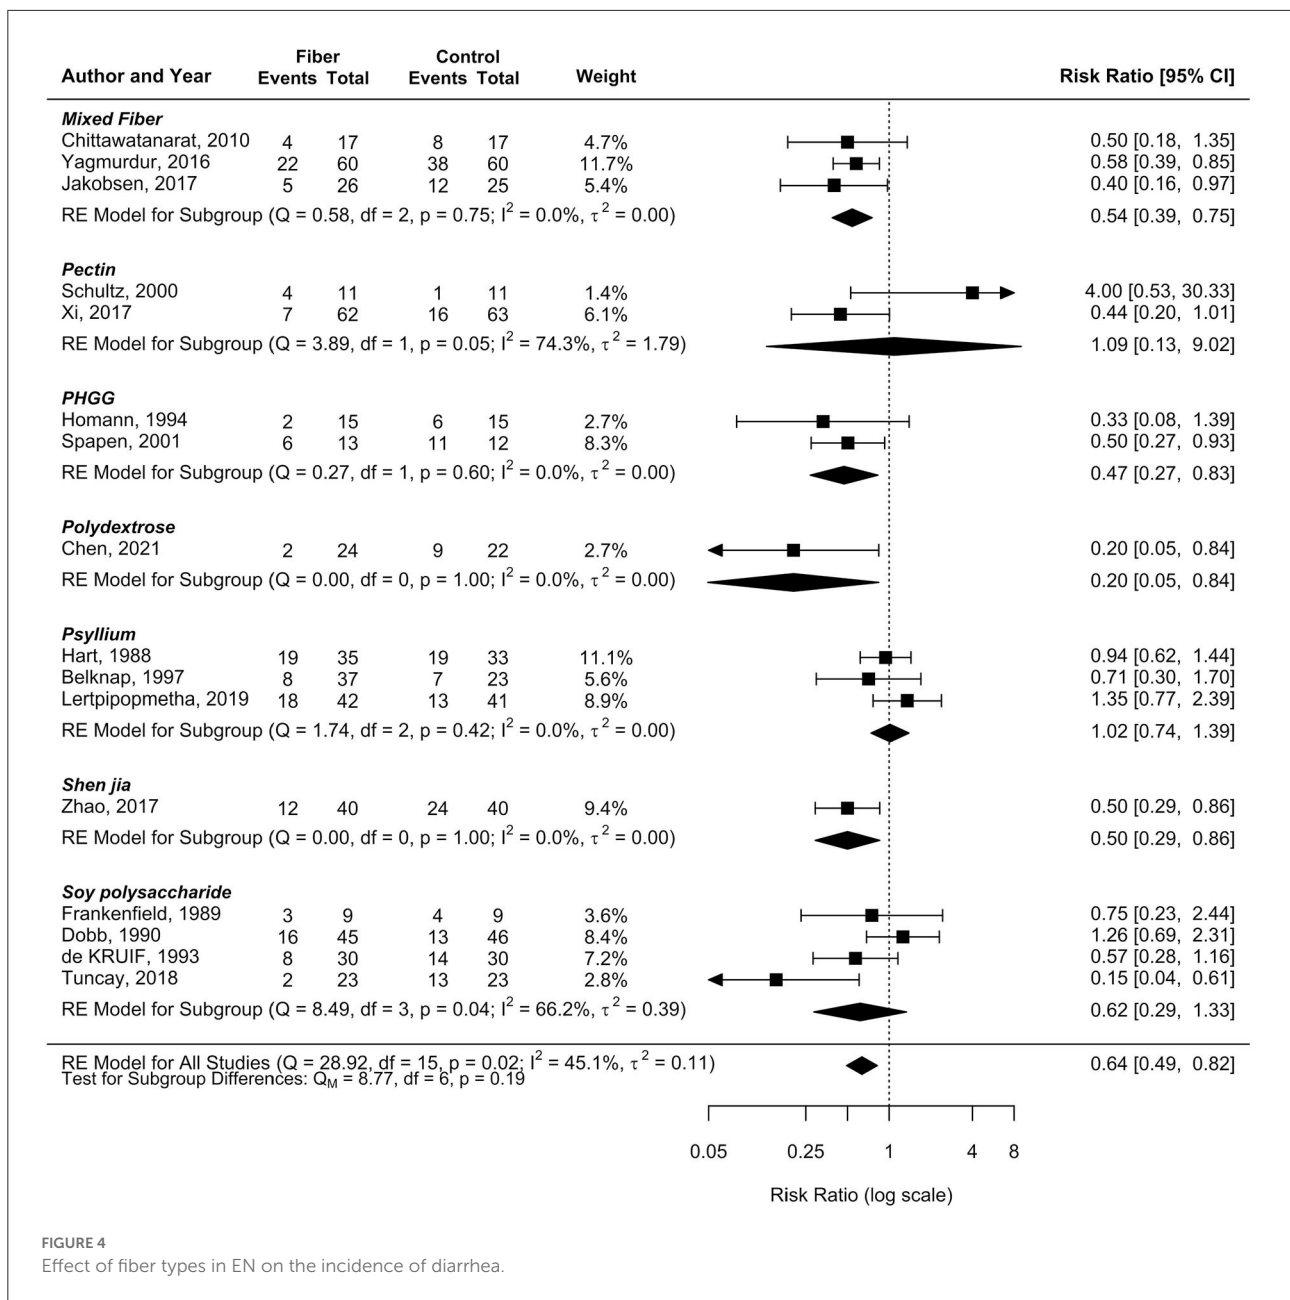 Fiber Control
Author and Year Events Total Events Total Weight Risk Ratio [95% CI]
Mixed Fiber
Chittawatanarat, 2010 4 17 8 17 4.7% 0.50 [0.18, 1.35]
Yagmurdur, 2016 22 60 38 60 11.7% 0.58 [0.39, 0.85]
Jakobsen, 2017 5 26 12 25 5.4% 0.40 [0.16, 0.97]
RE Model for Subgroup (Q = 0.58, df = 2, p = 0.75; I² = 0.0%, τ² = 0.00) 0.54 [0.39, 0.75]
Pectin
Schultz, 2000 4 11 1 11 1.4% 4.00 [0.53, 30.33]
Xi, 2017 7 62 16 63 6.1% 0.44 [0.20, 1.01]
RE Model for Subgroup (Q = 3.89, df = 1, p = 0.05; I² = 74.3%, τ² = 1.79) 1.09 [0.13, 9.02]
PHGG
Homann, 1994 2 15 6 15 2.7% 0.33 [0.08, 1.39]
Spapen, 2001 6 13 11 12 8.3% 0.50 [0.27, 0.93]
RE Model for Subgroup (Q = 0.27, df = 1, p = 0.60; I² = 0.0%, τ² = 0.00) 0.47 [0.27, 0.83]
Polydextrose
Chen, 2021 2 24 9 22 2.7% 0.20 [0.05, 0.84]
RE Model for Subgroup (Q = 0.00, df = 0, p = 1.00; I² = 0.0%, τ² = 0.00) 0.20 [0.05, 0.84]
Psyllium
Hart, 1988 19 35 19 33 11.1% 0.94 [0.62, 1.44]
Belknap, 1997 8 37 7 23 5.6% 0.71 [0.30, 1.70]
Lertpipopmetha, 2019 18 42 13 41 8.9% 1.35 [0.77, 2.39]
RE Model for Subgroup (Q = 1.74, df = 2, p = 0.42; I² = 0.0%, τ² = 0.00) 1.02 [0.74, 1.39]
Shen jia
Zhao, 2017 12 40 24 40 9.4% 0.50 [0.29, 0.86]
RE Model for Subgroup (Q = 0.00, df = 0, p = 1.00; I² = 0.0%, τ² = 0.00) 0.50 [0.29, 0.86]
Soy polysaccharide
Frankenfield, 1989 3 9 4 9 3.6% 0.75 [0.23, 2.44]
Dobb, 1990 16 45 13 46 8.4% 1.26 [0.69, 2.31]
de KRUIF, 1993 8 30 14 30 7.2% 0.57 [0.28, 1.16]
Tuncay, 2018 2 23 13 23 2.8% 0.15 [0.04, 0.61]
RE Model for Subgroup (Q = 8.49, df = 3, p = 0.04; I² = 66.2%, τ² = 0.39) 0.62 [0.29, 1.33]
RE Model for All Studies (Q = 28.92, df = 15, p = 0.02; I² = 45.1%, τ² = 0.11) 0.64 [0.49, 0.82]
Test for Subgroup Differences: Q_M = 8.77, df = 6, p = 0.19
0.05 0.25 1 4 8
Risk Ratio (log scale)
FIGURE 4
Effect of fiber types in EN on the incidence of diarrhea.